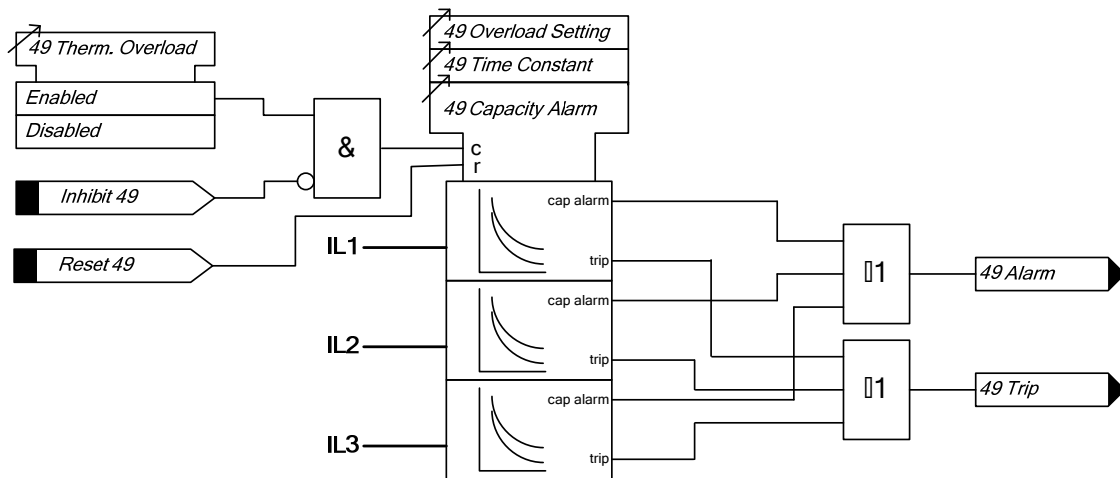 49 Therm. Overload
Enabled
Disabled
Inhibit 49
Reset 49
&
49 Overload Setting
49 Time Constant
49 Capacity Alarm
c
r
IL1
cap alarm
trip
IL2
cap alarm
trip
IL3
cap alarm
trip
▯1
▯1
49 Alarm
49 Trip